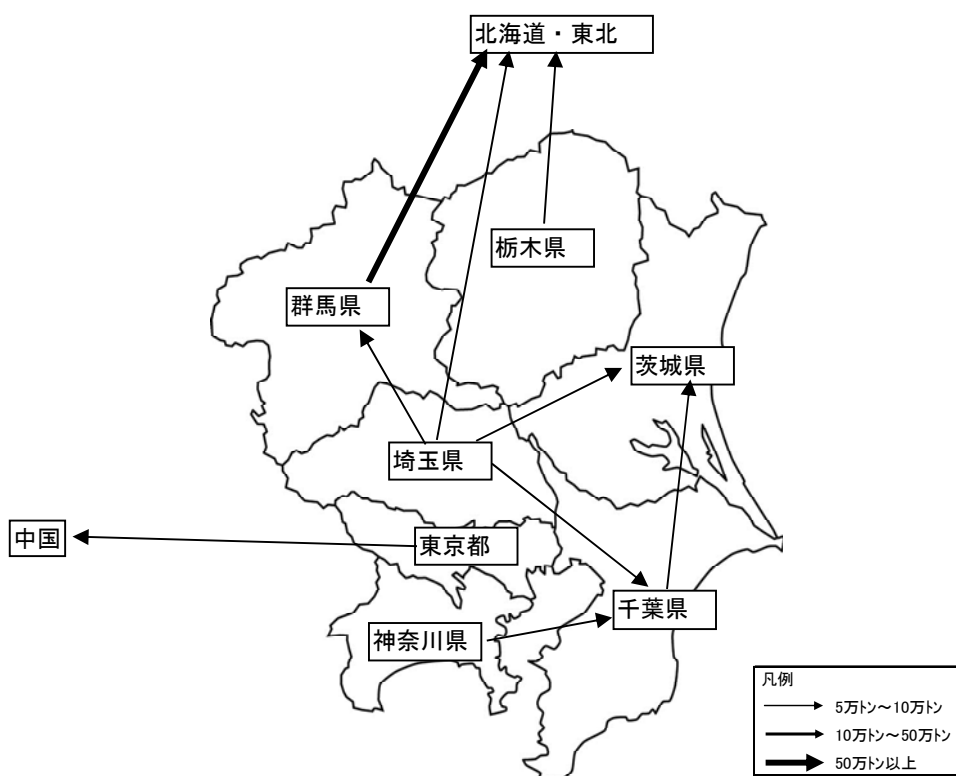 北海道・東北
栃木県
群馬県
茨城県
埼玉県
中国
東京都
千葉県
神奈川県
凡例
5万トン～10万トン
10万トン～50万トン
50万トン以上